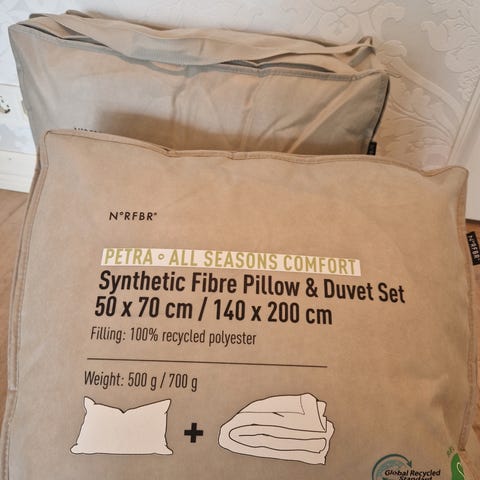 N°RFBR°
PETRA ° ALL SEASONS COMFORT
Synthetic Fibre Pillow & Duvet Set
50 x 70 cm / 140 x 200 cm
Filling: 100% recycled polyester
Weight: 500 g / 700 g
+
Global Recycled
Standard